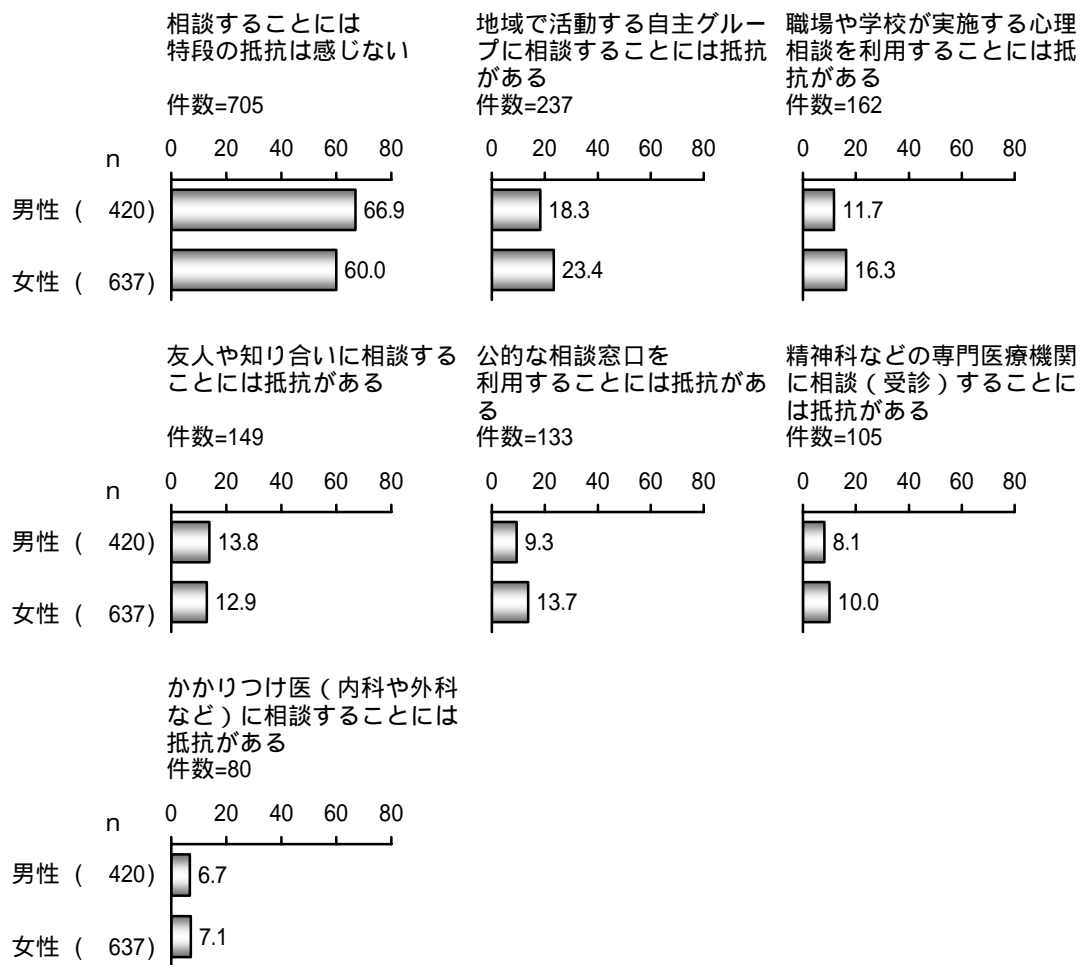 相談することには
特段の抵抗は感じない
件数=705
地域で活動する自主グルー
プに相談することには抵抗
がある
件数=237
職場や学校が実施する心理
相談を利用することには抵
抗がある
件数=162
n 0 20 40 60 80 0 20 40 60 80 0 20 40 60 80
男性 ( 420) 66.9 18.3 11.7
女性 ( 637) 60.0 23.4 16.3
友人や知り合いに相談する
ことには抵抗がある
件数=149
公的な相談窓口を
利用することには抵抗があ
る
件数=133
精神科などの専門医療機関
に相談（受診）することに
は抵抗がある
件数=105
n 0 20 40 60 80 0 20 40 60 80 0 20 40 60 80
男性 ( 420) 13.8 9.3 8.1
女性 ( 637) 12.9 13.7 10.0
かかりつけ医（内科や外科
など）に相談することには
抵抗がある
件数=80
n 0 20 40 60 80
男性 ( 420) 6.7
女性 ( 637) 7.1